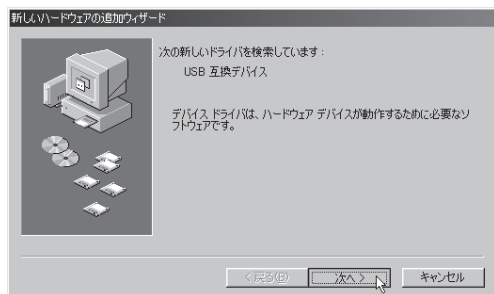 新しいハードウェアの追加ウィザード
次の新しいドライバを検索しています：
USB 互換デバイス
デバイス ドライバは、ハードウェア デバイスが動作するために必要なソ
フトウェアです。
< 戻る(B)
次へ >
キャンセル